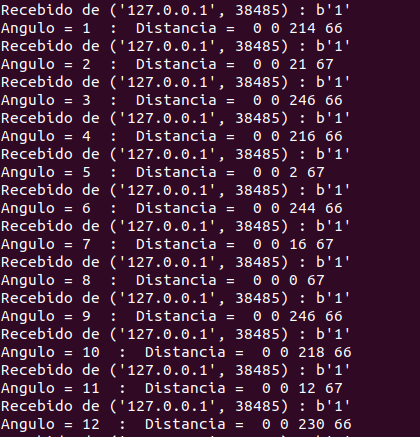 Recebido de ('127.0.0.1', 38485) : b'1'
Angulo = 1  :  Distancia =  0 0 214 66
Recebido de ('127.0.0.1', 38485) : b'1'
Angulo = 2  :  Distancia =  0 0 21 67
Recebido de ('127.0.0.1', 38485) : b'1'
Angulo = 3  :  Distancia =  0 0 246 66
Recebido de ('127.0.0.1', 38485) : b'1'
Angulo = 4  :  Distancia =  0 0 216 66
Recebido de ('127.0.0.1', 38485) : b'1'
Angulo = 5  :  Distancia =  0 0 2 67
Recebido de ('127.0.0.1', 38485) : b'1'
Angulo = 6  :  Distancia =  0 0 244 66
Recebido de ('127.0.0.1', 38485) : b'1'
Angulo = 7  :  Distancia =  0 0 16 67
Recebido de ('127.0.0.1', 38485) : b'1'
Angulo = 8  :  Distancia =  0 0 0 67
Recebido de ('127.0.0.1', 38485) : b'1'
Angulo = 9  :  Distancia =  0 0 246 66
Recebido de ('127.0.0.1', 38485) : b'1'
Angulo = 10  :  Distancia =  0 0 218 66
Recebido de ('127.0.0.1', 38485) : b'1'
Angulo = 11  :  Distancia =  0 0 12 67
Recebido de ('127.0.0.1', 38485) : b'1'
Angulo = 12  :  Distancia =  0 0 230 66